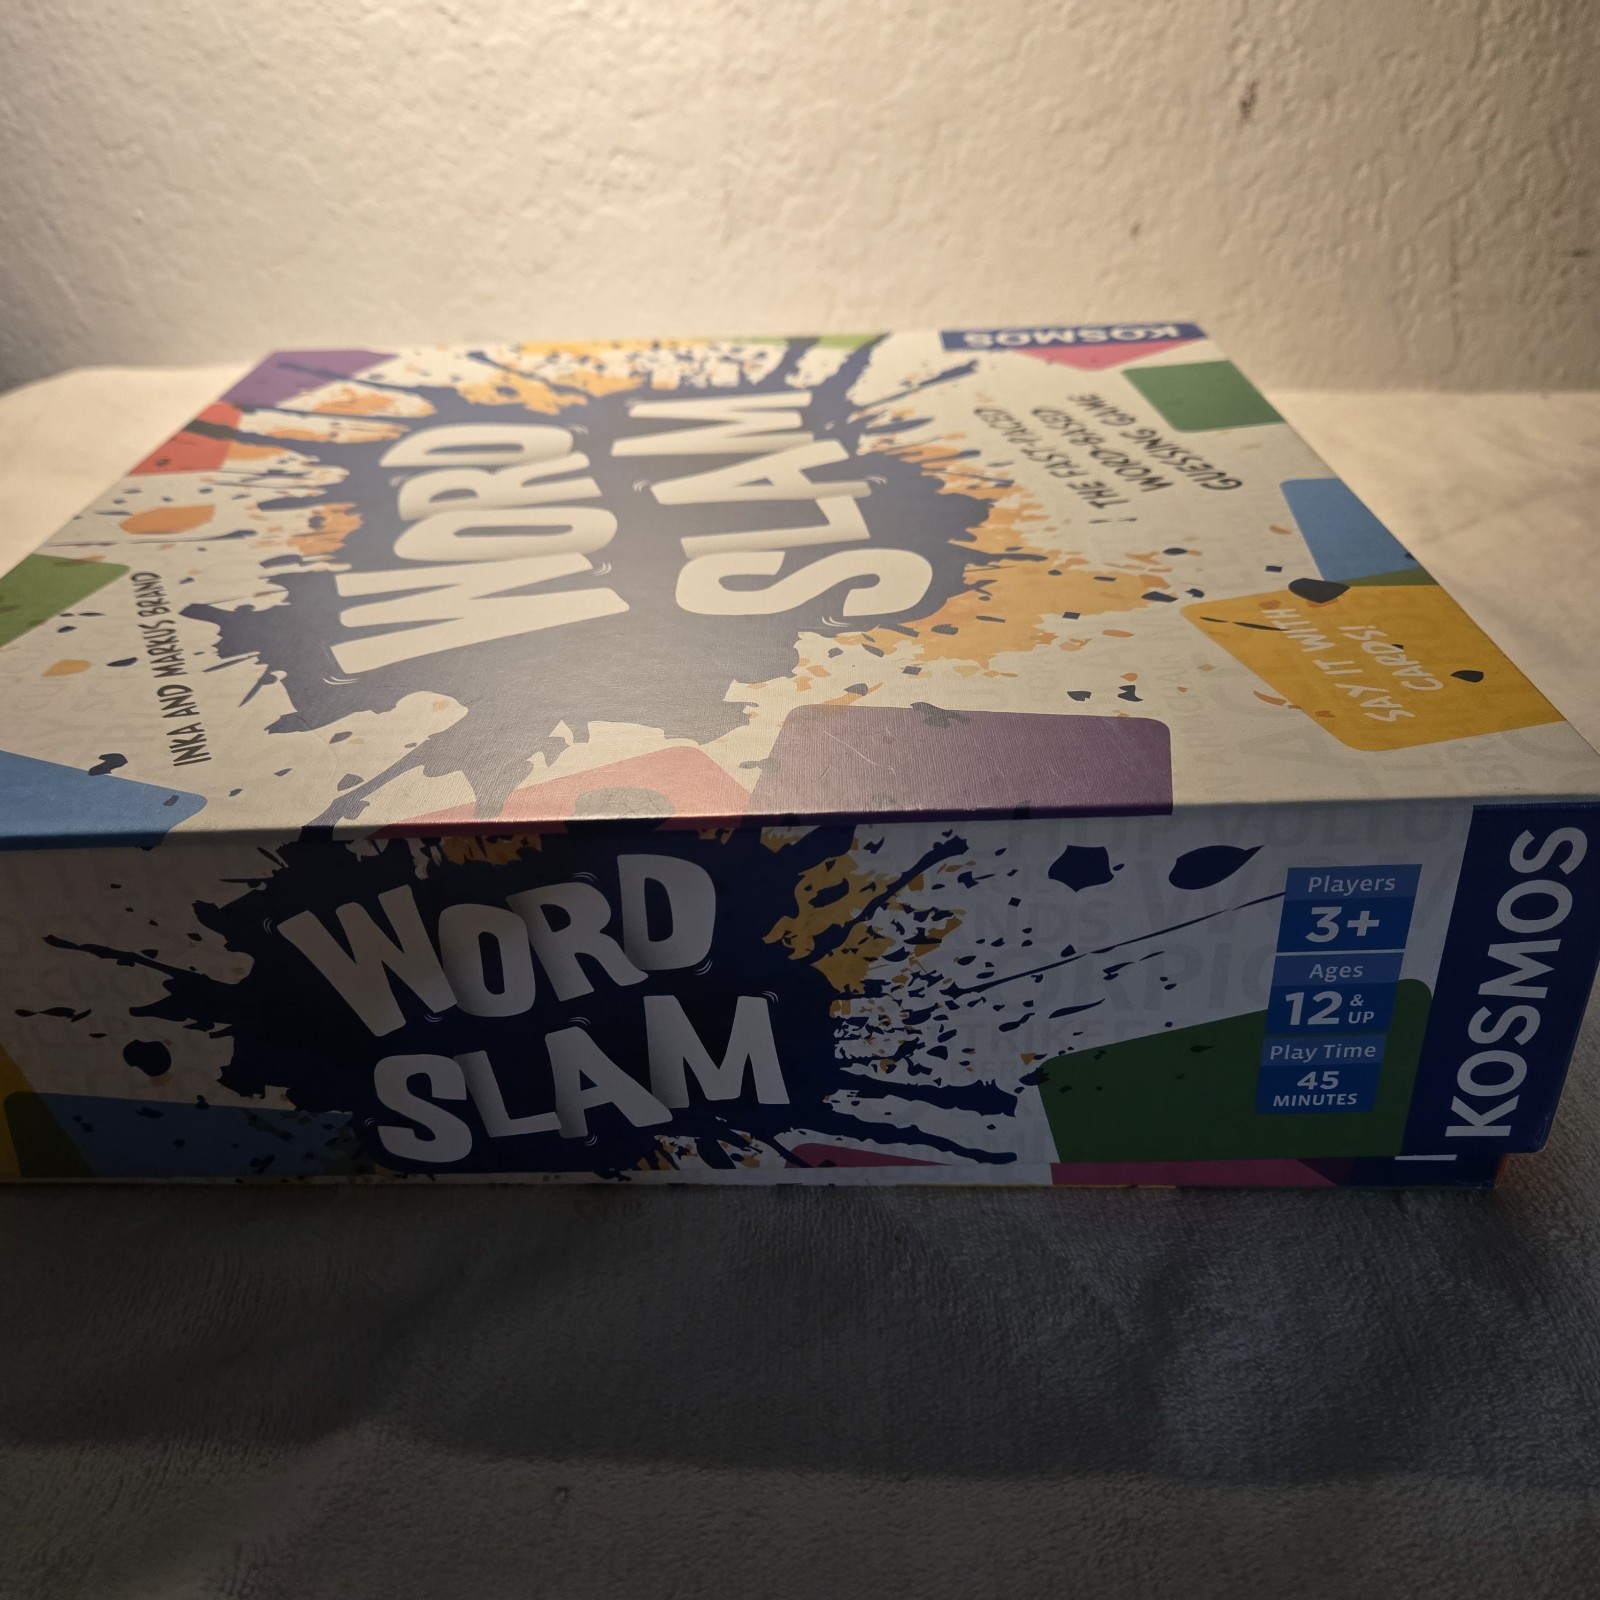 KOSMOS
WORD
SLAM
THE FAST-PACED
WORD-BASED
GUESSING GAME
SAY IT WITH
CARDS!
INKA AND MARKUS BRAND
WORD
SLAM
Players
3+
Ages
12 & UP
Play Time
45
MINUTES
KOSMOS